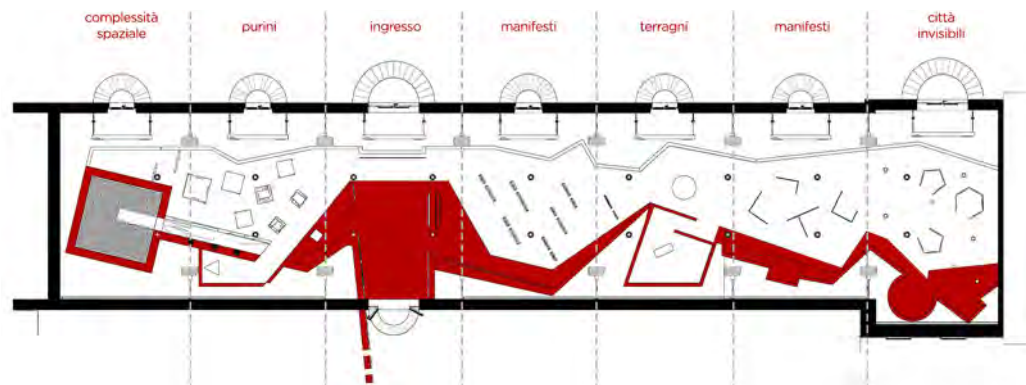 complessità
spaziale
purini
ingresso
manifesti
terragni
manifesti
città
invisibili